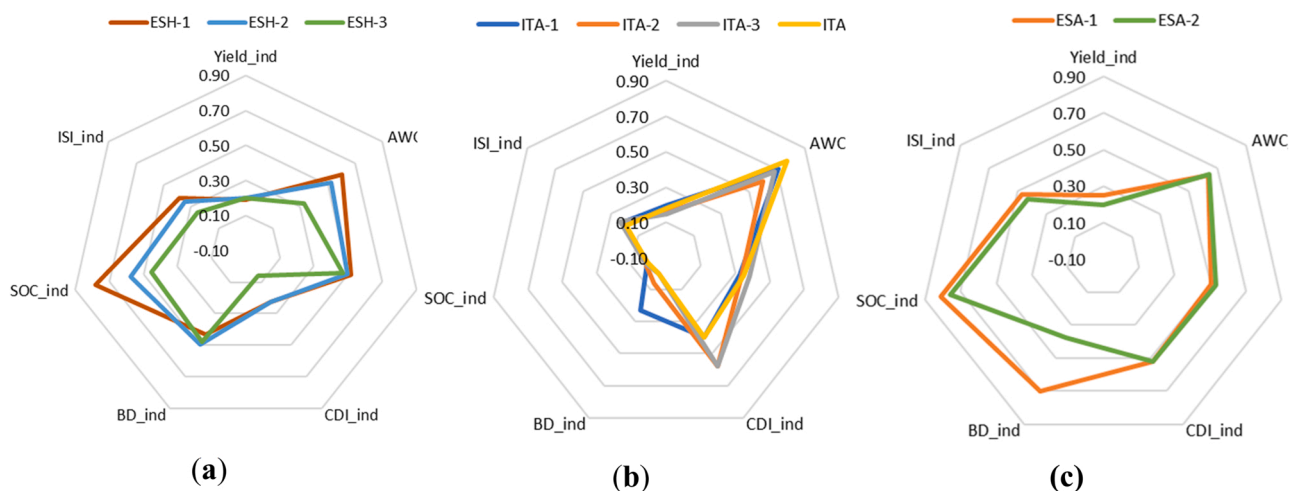 ESH-1 ESH-2 ESH-3
Yield_ind
0.90
0.70
0.50
0.30
0.10
-0.10
AWC
CDI_ind
BD_ind
SOC_ind
ISI_ind
(a)
ITA-1 ITA-2 ITA-3 ITA
Yield_ind
0.90
0.70
0.50
0.30
0.10
-0.10
AWC
CDI_ind
BD_ind
SOC_ind
ISI_ind
(b)
ESA-1 ESA-2
Yield_ind
0.90
0.70
0.50
0.30
0.10
-0.10
AWC
CDI_ind
BD_ind
SOC_ind
ISI_ind
(c)